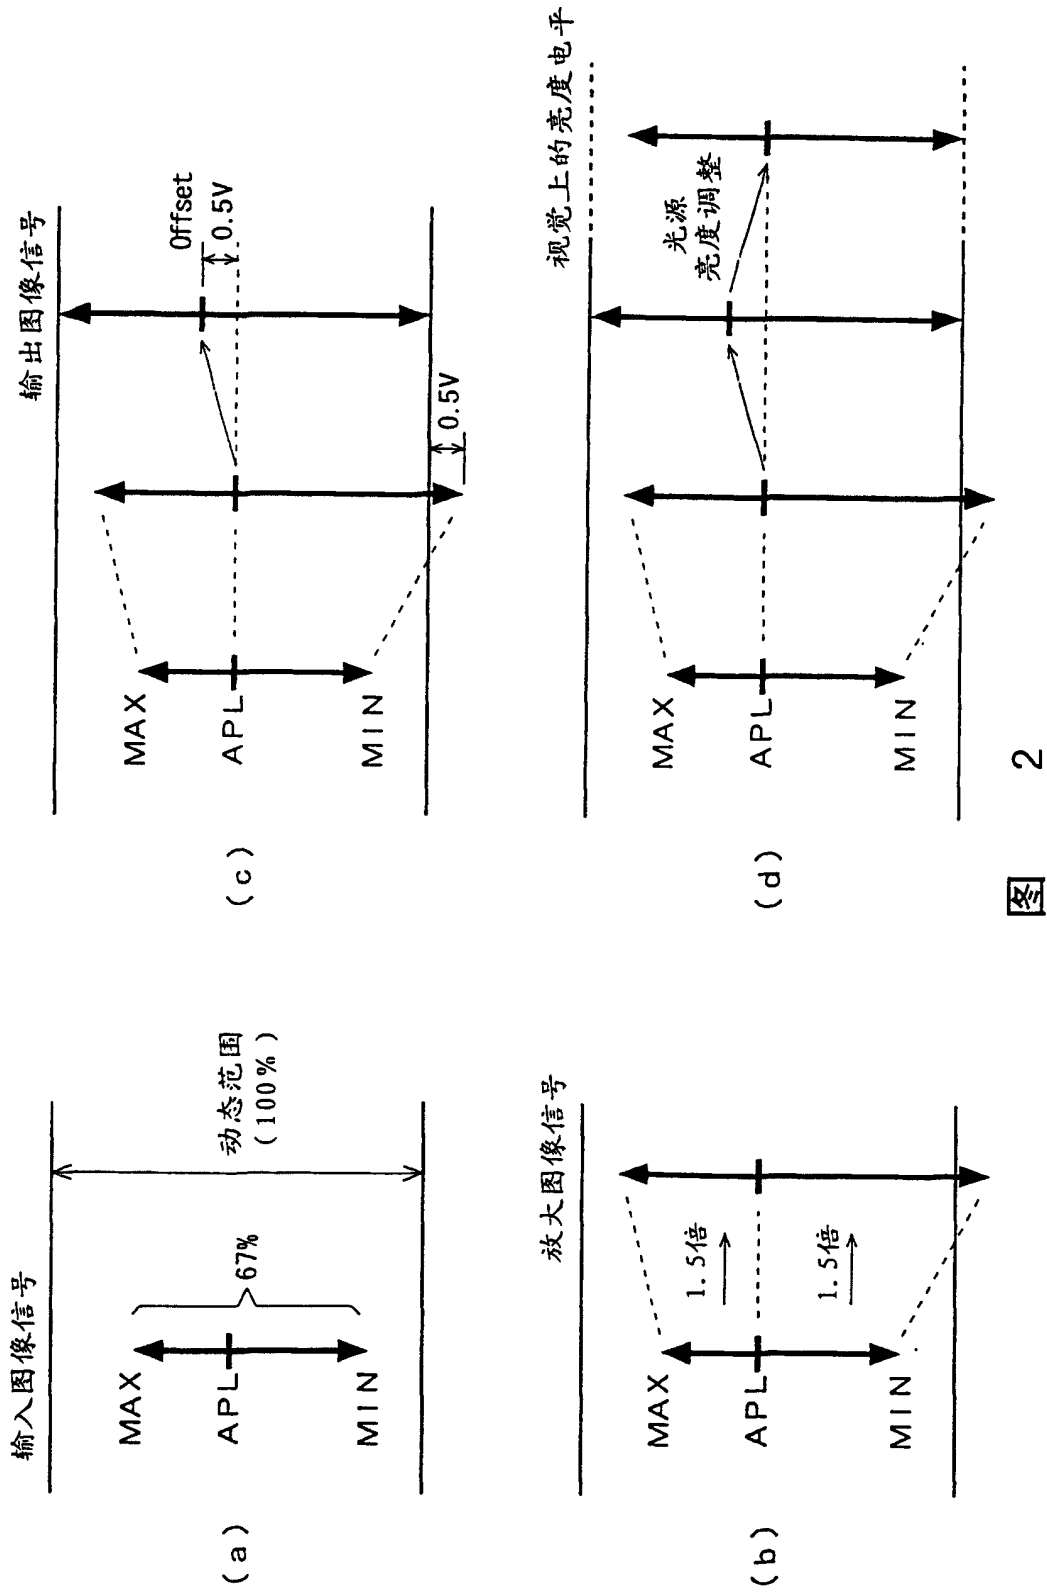 输入图像信号
MAX
APL
MIN
67%
动态范围
(100%)
(a)
放大图像信号
MAX
APL
MIN
1.5倍
1.5倍
(b)
输出图像信号
MAX
APL
MIN
Offset
0.5V
0.5V
(c)
视觉上的亮度电平
MAX
APL
MIN
光源
亮度调整
(d)
图 2